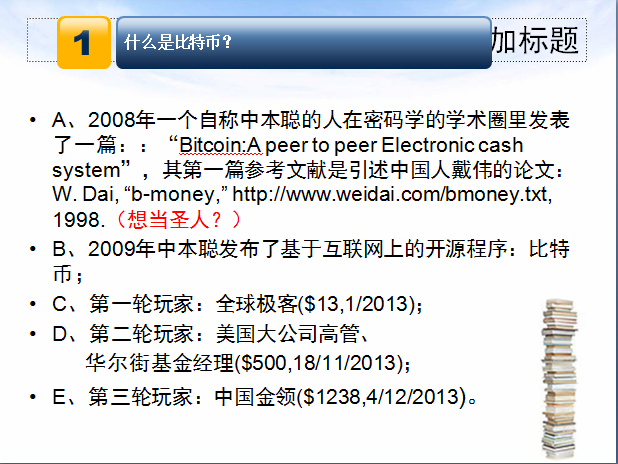 1
什么是比特币？
加标题
• A、2008年一个自称中本聪的人在密码学的学术圈里发表
了一篇：：“Bitcoin:A peer to peer Electronic cash
system”，其第一篇参考文献是引述中国人戴伟的论文：
W. Dai, “b-money,” http://www.weidai.com/bmoney.txt,
1998.（想当圣人？）
• B、2009年中本聪发布了基于互联网上的开源程序：比特
币；
• C、第一轮玩家：全球极客($13,1/2013)；
• D、第二轮玩家：美国大公司高管、
华尔街基金经理($500,18/11/2013)；
• E、第三轮玩家：中国金领($1238,4/12/2013)。